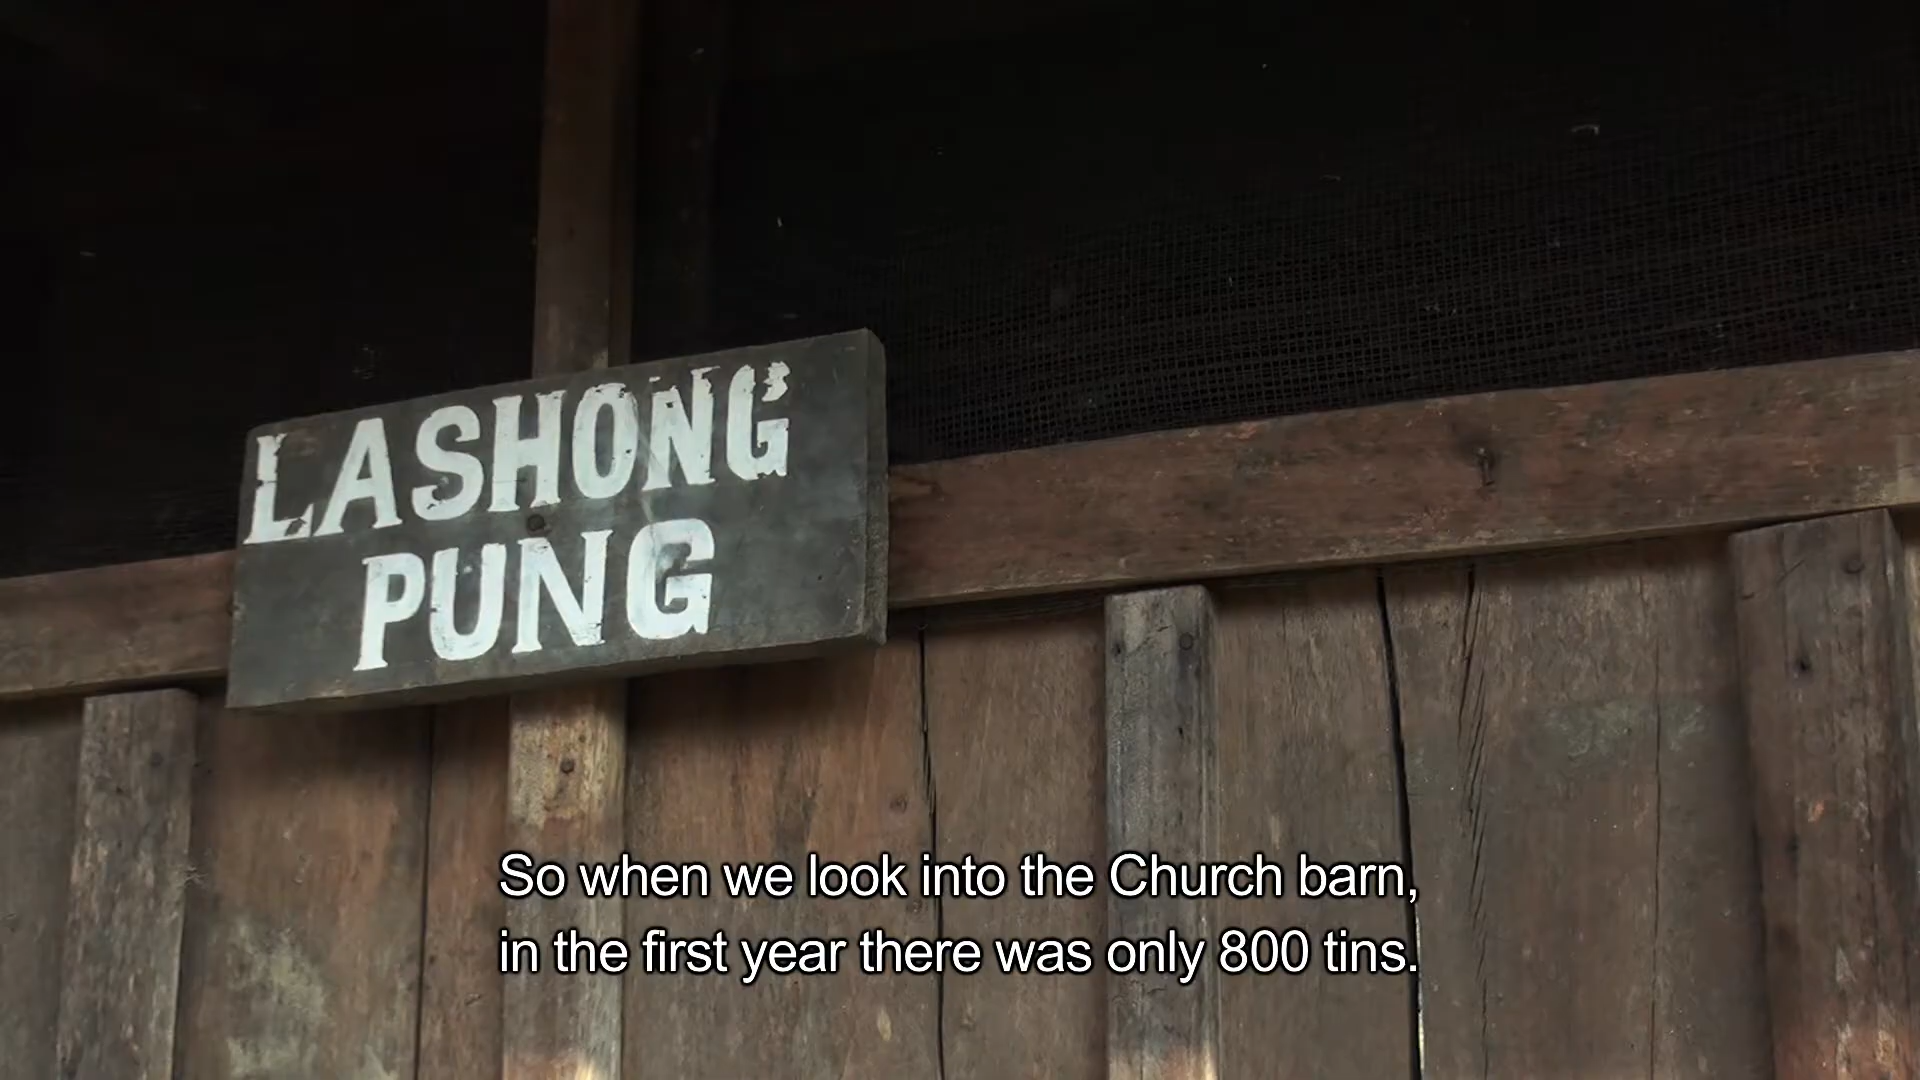 LASHONG
PUNG
So when we look into the Church barn,
in the first year there was only 800 tins.